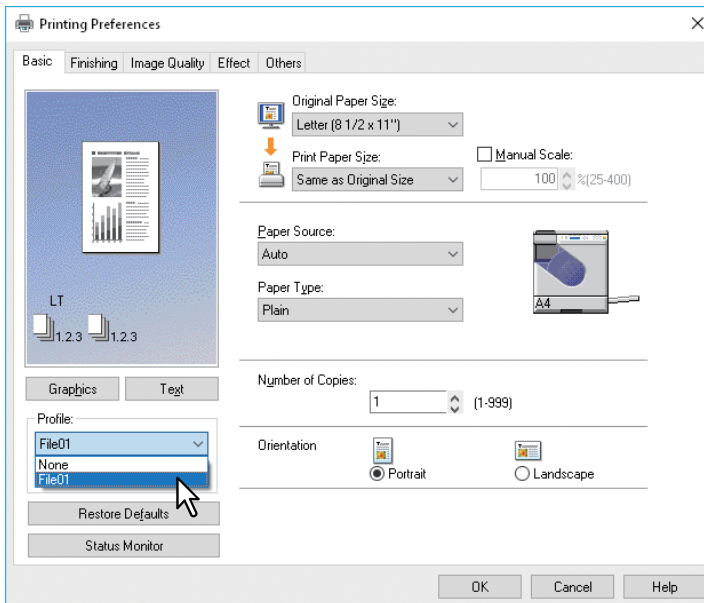 Printing Preferences
Basic Finishing Image Quality Effect Others
Original Paper Size:
Letter (8 1/2 x 11")
Print Paper Size:
Same as Original Size
Manual Scale:
100 %(25-400)
LT
1.2.3 1.2.3
Paper Source:
Auto
Paper Type:
Plain
A4
Graphics Text
Number of Copies:
1 (1-999)
Profile:
File01
None
File01
Orientation
Portrait Landscape
Restore Defaults
Status Monitor
OK Cancel Help